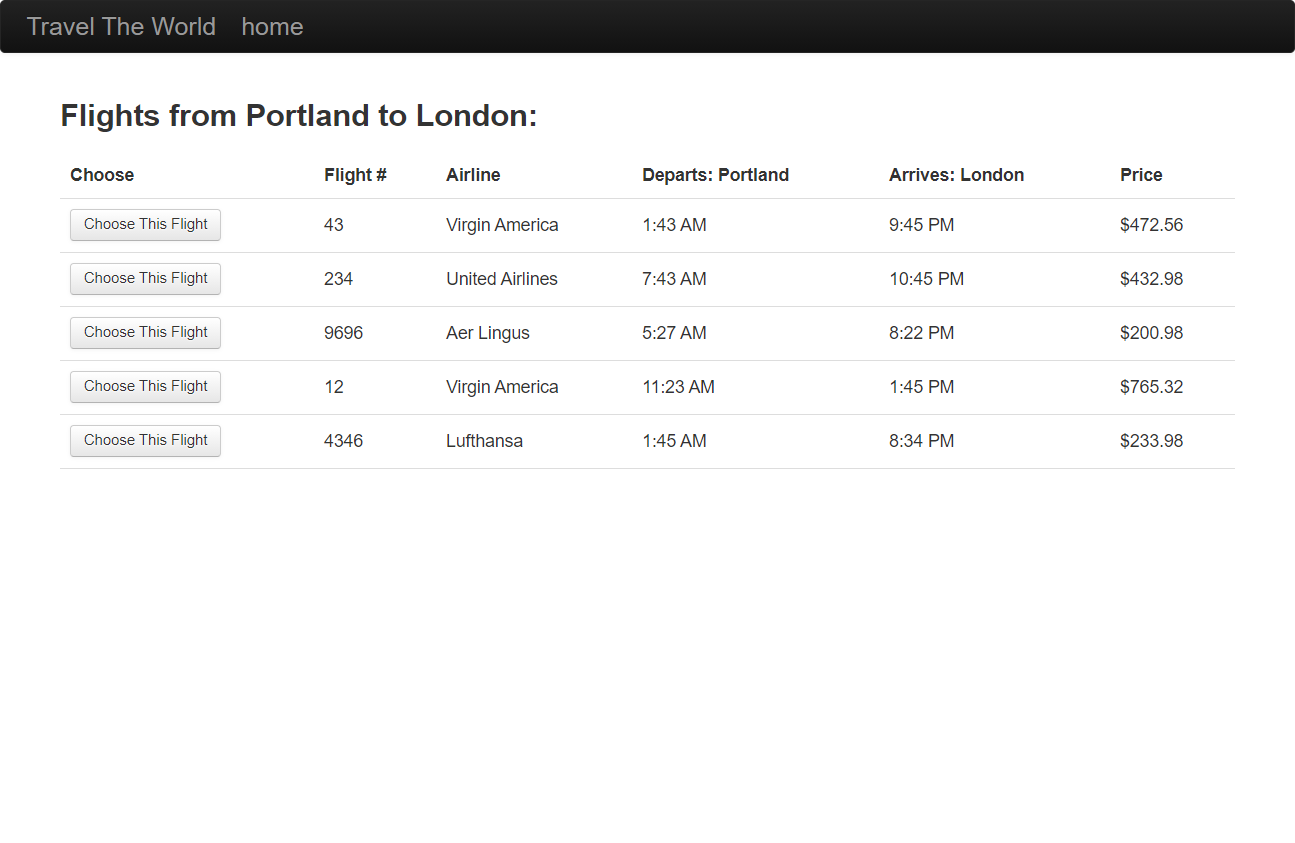 Travel The World home
Flights from Portland to London:
Choose Flight # Airline Departs: Portland Arrives: London Price
Choose This Flight 43 Virgin America 1:43 AM 9:45 PM $472.56
Choose This Flight 234 United Airlines 7:43 AM 10:45 PM $432.98
Choose This Flight 9696 Aer Lingus 5:27 AM 8:22 PM $200.98
Choose This Flight 12 Virgin America 11:23 AM 1:45 PM $765.32
Choose This Flight 4346 Lufthansa 1:45 AM 8:34 PM $233.98